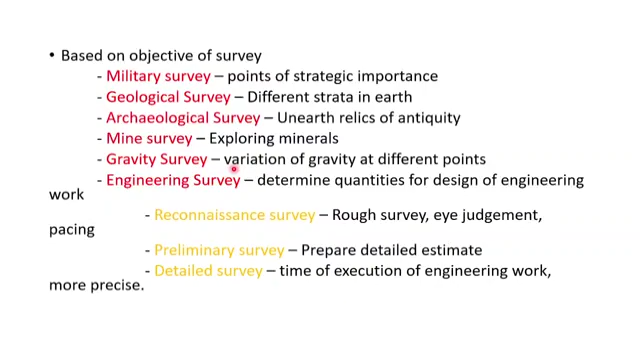 • Based on objective of survey
- Military survey – points of strategic importance
- Geological Survey – Different strata in earth
- Archaeological Survey – Unearth relics of antiquity
- Mine survey – Exploring minerals
- Gravity Survey – variation of gravity at different points
- Engineering Survey – determine quantities for design of engineering
work
- Reconnaissance survey – Rough survey, eye judgement,
pacing
- Preliminary survey – Prepare detailed estimate
- Detailed survey – time of execution of engineering work,
more precise.